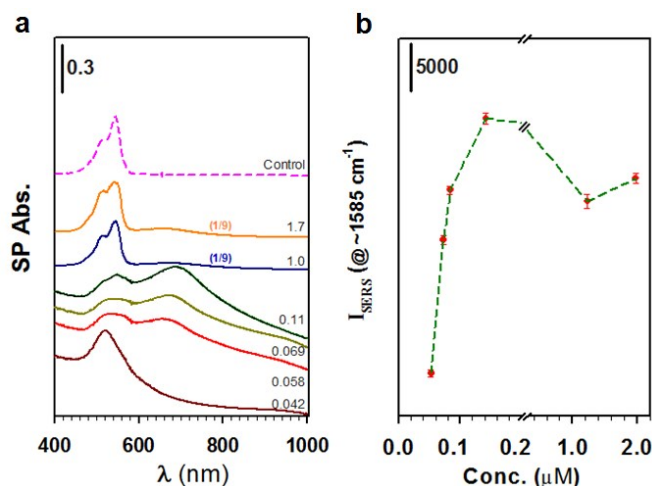 a
0.3
Control
(1/9)
1.7
(1/9)
1.0
0.11
0.069
0.058
0.042
SP Abs.
400 600 800 1000
λ (nm)
b
5000
I_SERS (@ ~1585 cm⁻¹)
0.0 0.1 0.2 1.0 2.0
Conc. (μM)